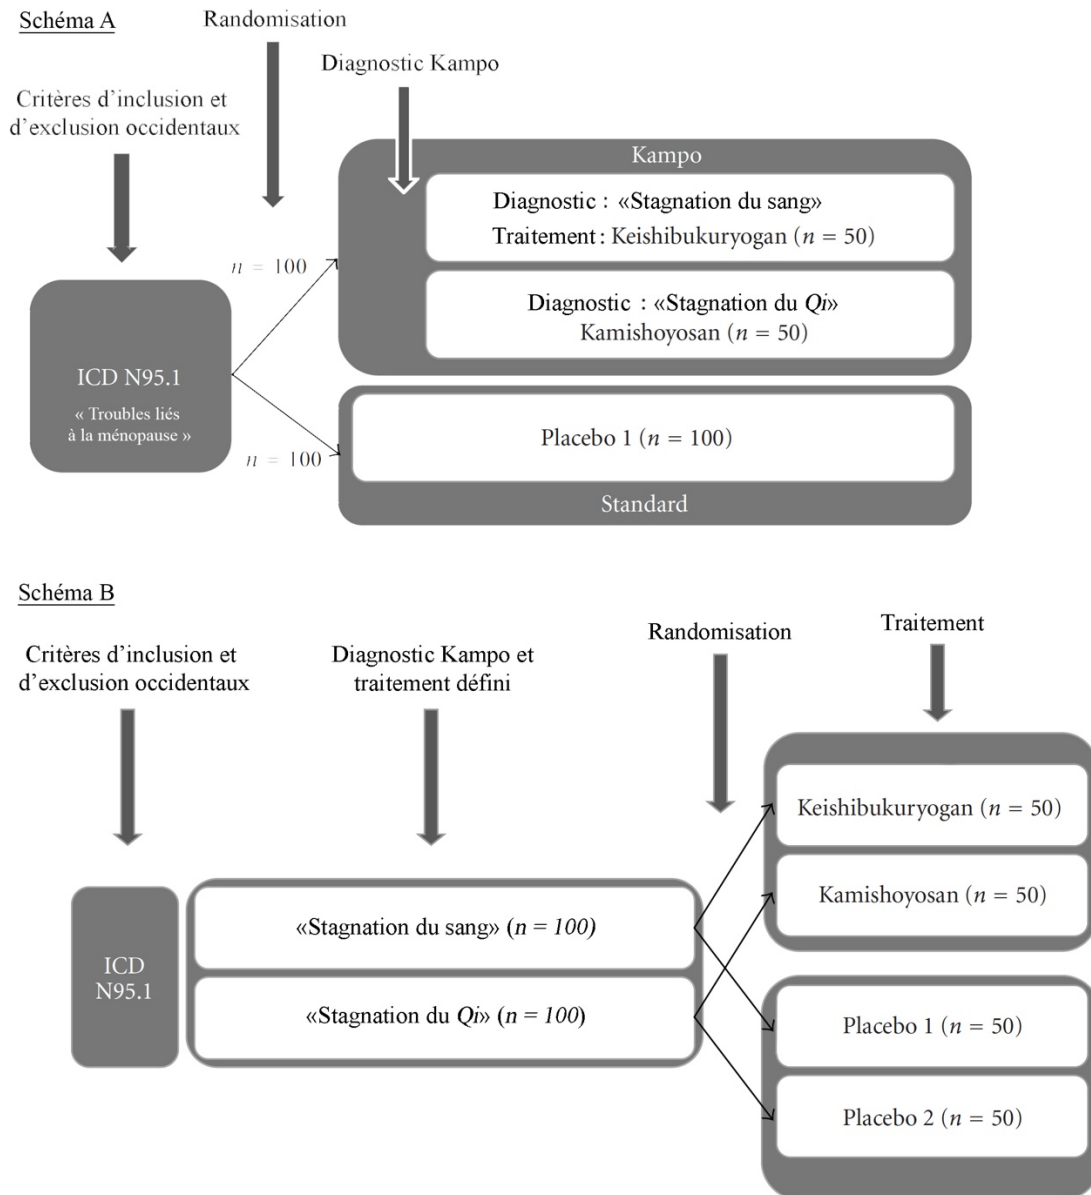 Schéma A
Randomisation
Diagnostic Kampo
Critères d'inclusion et
d'exclusion occidentaux
Kampo
Diagnostic : «Stagnation du sang»
Traitement : Keishibukuryogan (n = 50)
n = 100
Diagnostic : «Stagnation du Qi»
Kamishoyosan (n = 50)
ICD N95.1
« Troubles liés
à la ménopause »
Placebo 1 (n = 100)
n = 100
Standard
Schéma B
Critères d'inclusion et
d'exclusion occidentaux
Diagnostic Kampo et
traitement défini
Randomisation
Traitement
Keishibukuryogan (n = 50)
Kamishoyosan (n = 50)
«Stagnation du sang» (n = 100)
ICD
N95.1
«Stagnation du Qi» (n = 100)
Placebo 1 (n = 50)
Placebo 2 (n = 50)